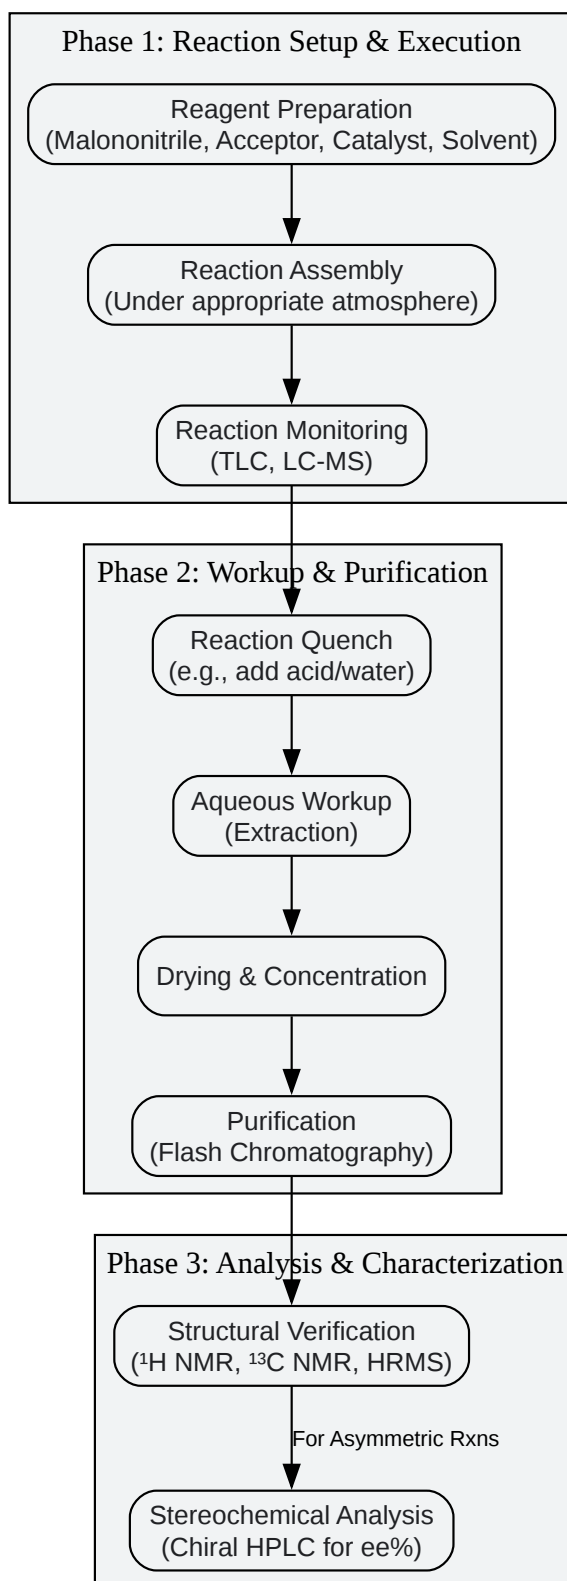 Phase 1: Reaction Setup & Execution
Reagent Preparation
(Malononitrile, Acceptor, Catalyst, Solvent)
Reaction Assembly
(Under appropriate atmosphere)
Reaction Monitoring
(TLC, LC-MS)
Phase 2: Workup & Purification
Reaction Quench
(e.g., add acid/water)
Aqueous Workup
(Extraction)
Drying & Concentration
Purification
(Flash Chromatography)
Phase 3: Analysis & Characterization
Structural Verification
(¹H NMR, ¹³C NMR, HRMS)
For Asymmetric Rxns
Stereochemical Analysis
(Chiral HPLC for ee%)